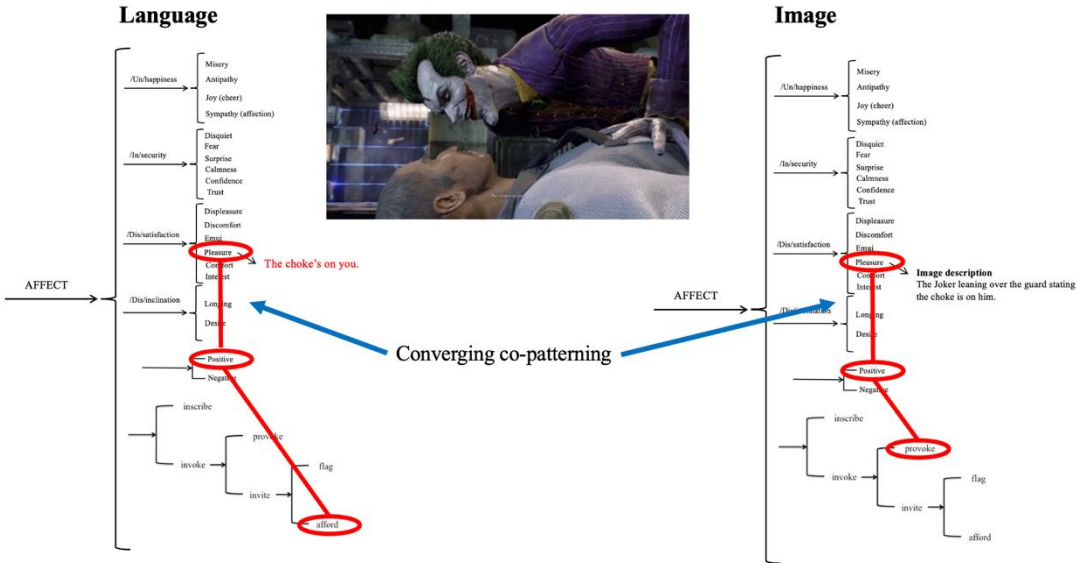 Language
AFFECT
/Un/happiness
Misery
Antipathy
Joy (cheer)
Sympathy (affection)
/In/security
Disquiet
Fear
Surprise
Calmness
Confidence
Trust
/Dis/satisfaction
Displeasure
Discomfort
Pleasure
Comfort
Interest
The choke's on you.
/Dis/inclination
Longing
Desire
Positive
Negative
inscribe
invoke
provoke
invite
flag
afford
Converging co-patterning
Image
AFFECT
/Un/happiness
Misery
Antipathy
Joy (cheer)
Sympathy (affection)
/In/security
Disquiet
Fear
Surprise
Calmness
Confidence
Trust
/Dis/satisfaction
Displeasure
Discomfort
Pleasure
Comfort
Interest
Image description
The Joker leaning over the guard stating
the choke is on him.
/Dis/inclination
Longing
Desire
Positive
Negative
inscribe
invoke
provoke
invite
flag
afford